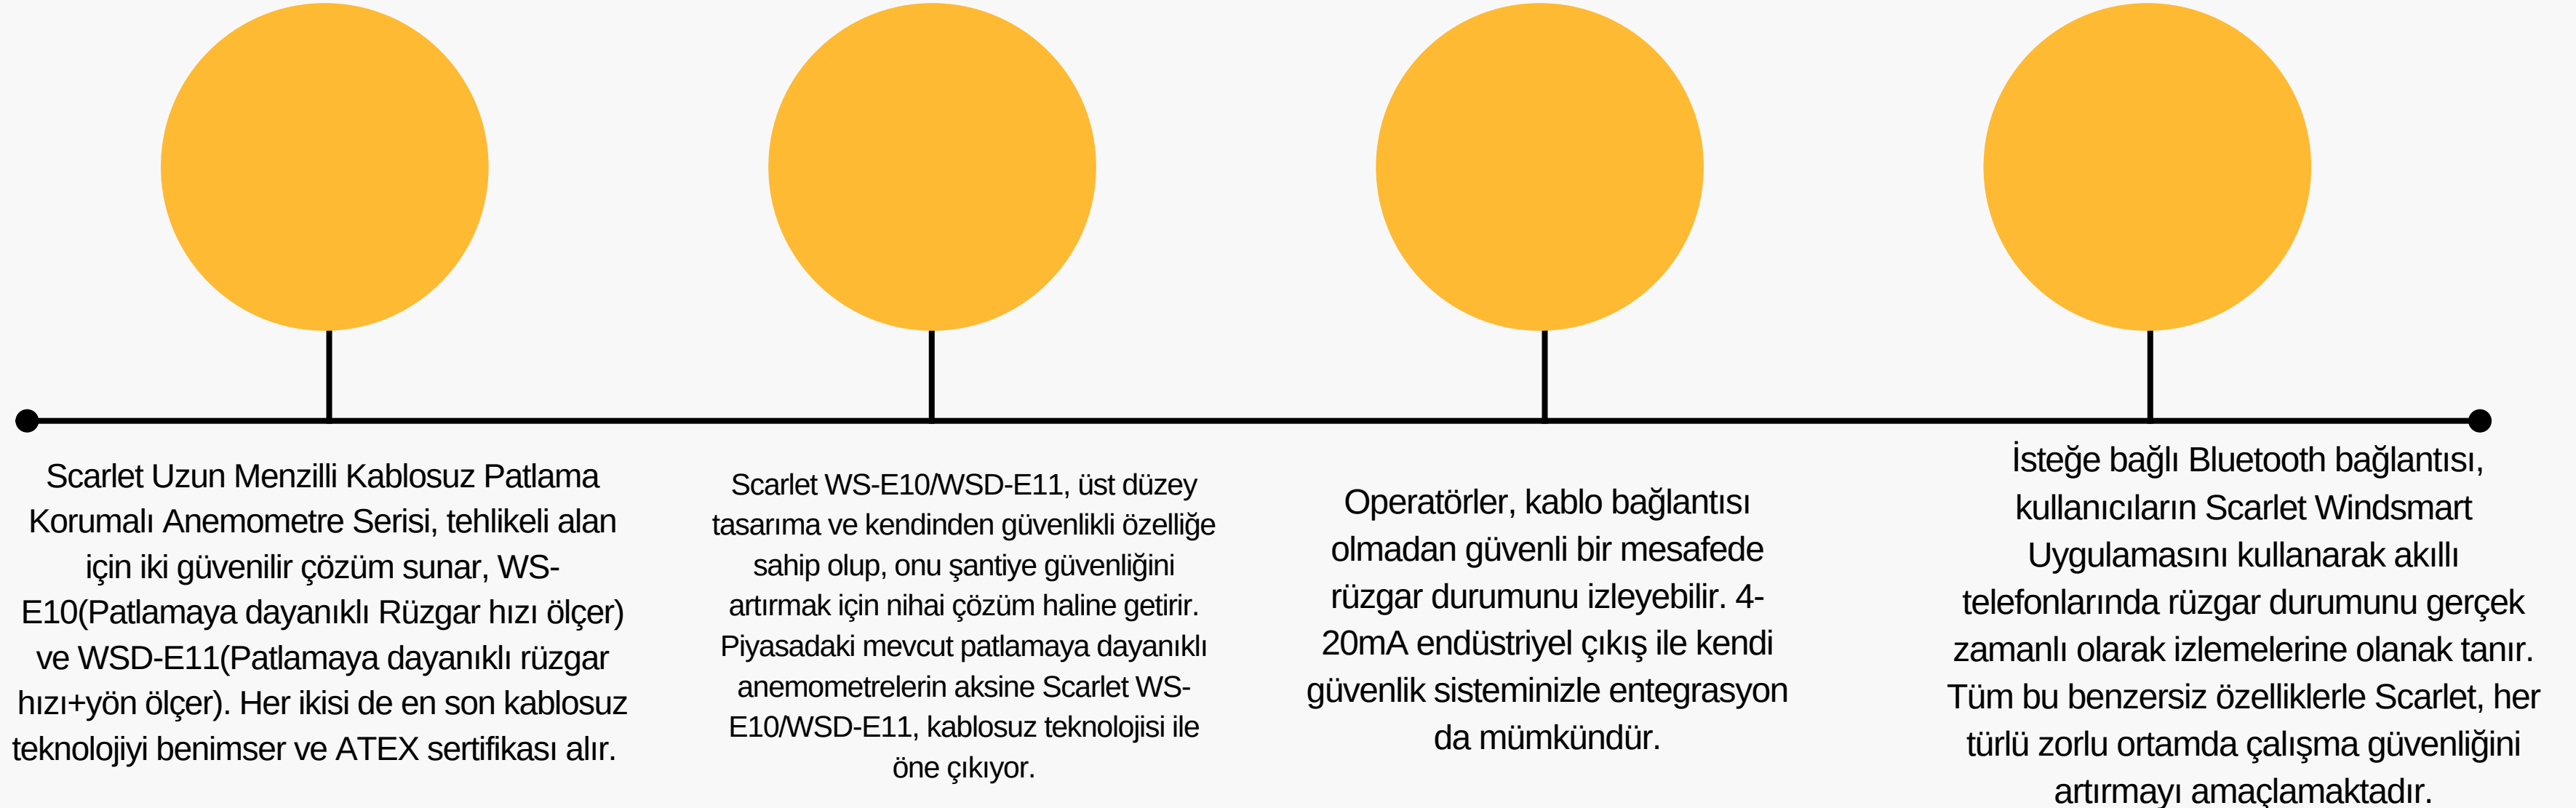 Scarlet Uzun Menzilli Kablosuz Patlama
Korumalı Anemometre Serisi, tehlikeli alan
için iki güvenilir çözüm sunar, WS-
E10(Patlamaya dayanıklı Rüzgar hızı ölçer)
ve WSD-E11(Patlamaya dayanıklı rüzgar
hızı+yön ölçer). Her ikisi de en son kablosuz
teknolojiyi benimser ve ATEX sertifikası alır.
Scarlet WS-E10/WSD-E11, üst düzey
tasarıma ve kendinden güvenlikli özelliğe
sahip olup, onu şantiye güvenliğini
artırmak için nihai çözüm haline getirir.
Piyasadaki mevcut patlamaya dayanıklı
anemometrelerin aksine Scarlet WS-
E10/WSD-E11, kablosuz teknolojisi ile
öne çıkıyor.
Operatörler, kablo bağlantısı
olmadan güvenli bir mesafede
rüzgar durumunu izleyebilir. 4-
20mA endüstriyel çıkış ile kendi
güvenlik sisteminizle entegrasyon
da mümkündür.
İsteğe bağlı Bluetooth bağlantısı,
kullanıcıların Scarlet Windsmart
Uygulamasını kullanarak akıllı
telefonlarında rüzgar durumunu gerçek
zamanlı olarak izlemelerine olanak tanır.
Tüm bu benzersiz özelliklerle Scarlet, her
türlü zorlu ortamda çalışma güvenliğini
artırmayı amaçlamaktadır.